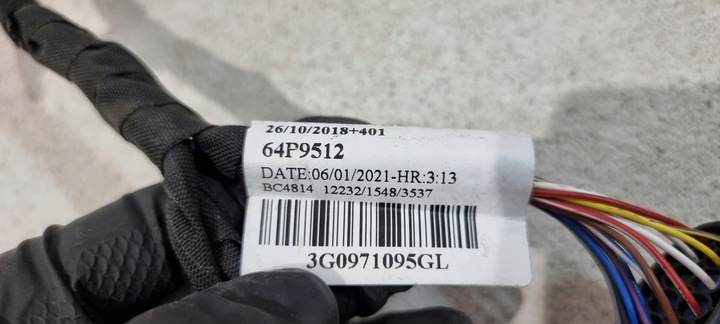 26/10/2018+401
64P9512
DATE:06/01/2021-HR:3:13
BC4814 12232/1548/3537
3G0971095GL